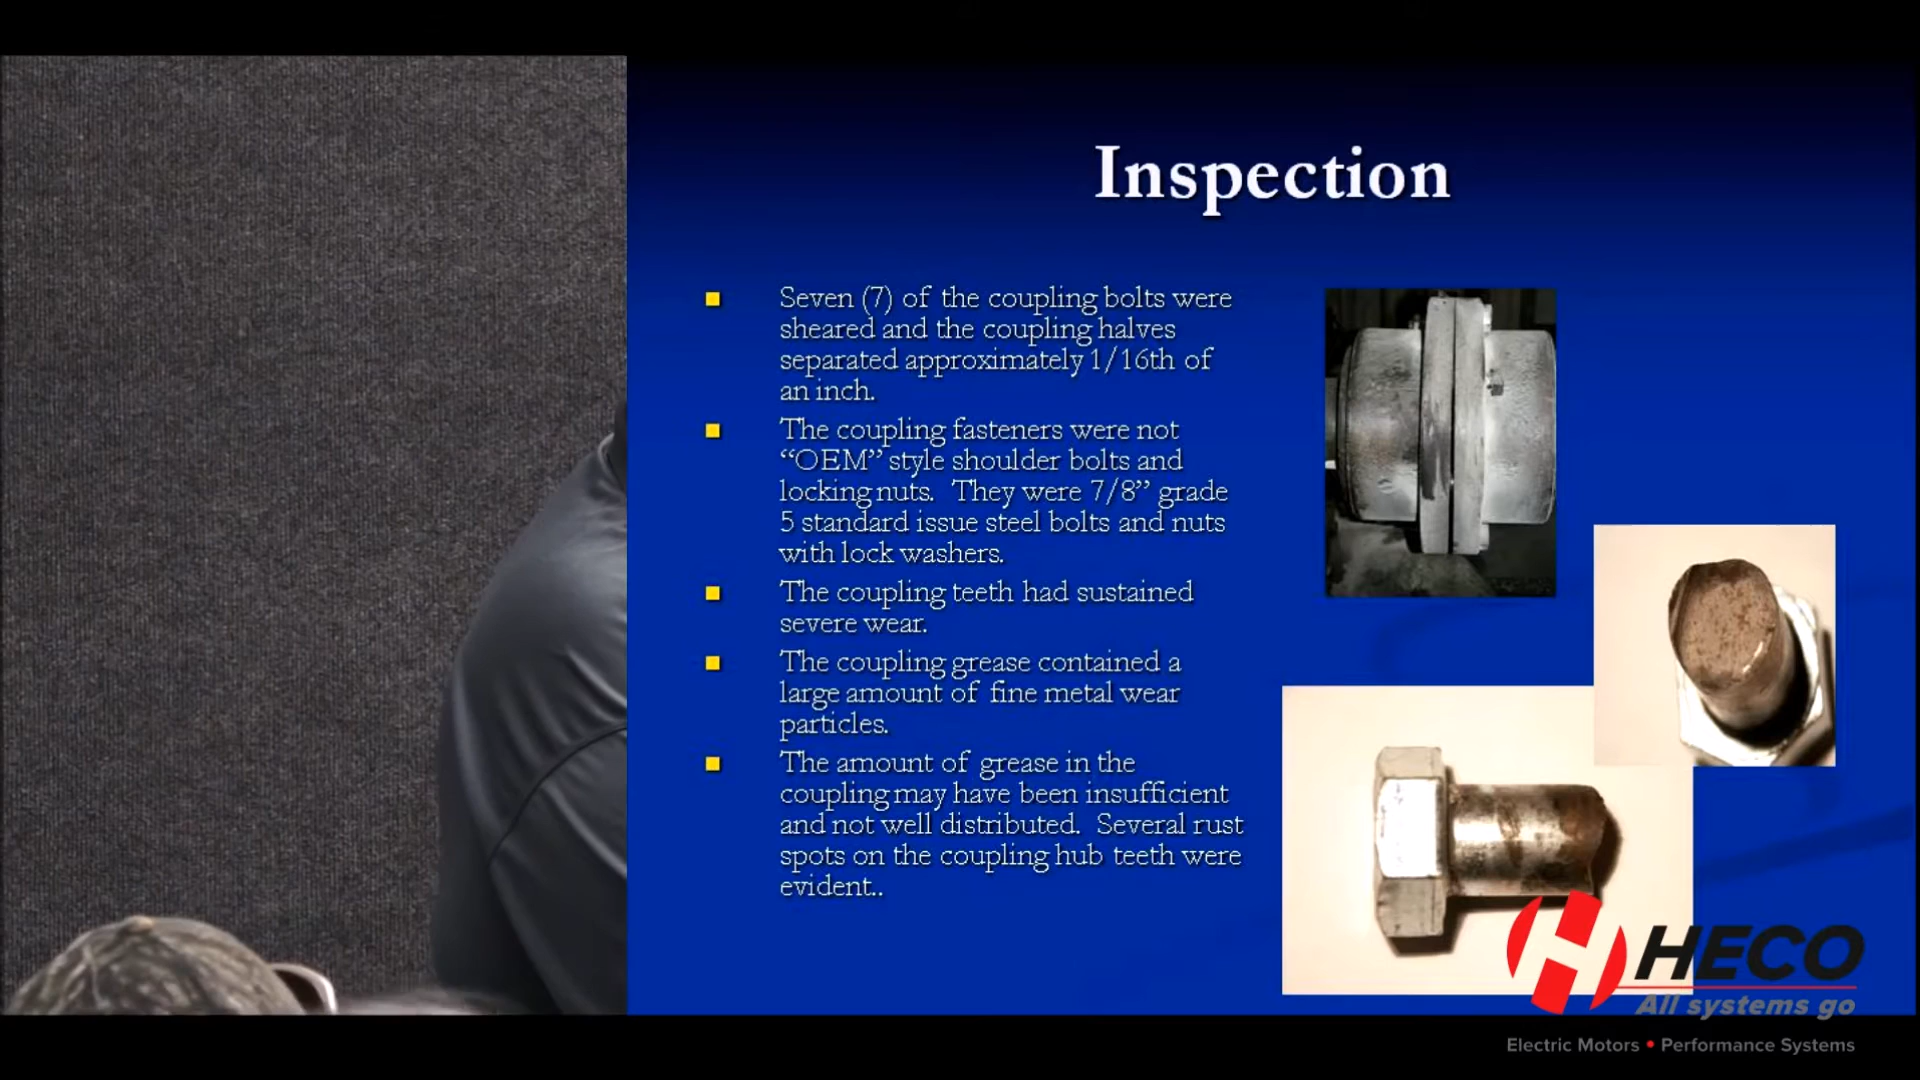 Inspection
Seven (7) of the coupling bolts were
sheared and the coupling halves
separated approximately 1/16th of
an inch.
The coupling fasteners were not
“OEM” style shoulder bolts and
locking nuts. They were 7/8” grade
5 standard issue steel bolts and nuts
with lock washers.
The coupling teeth had sustained
severe wear.
The coupling grease contained a
large amount of fine metal wear
particles.
The amount of grease in the
coupling may have been insufficient
and not well distributed. Several rust
spots on the coupling hub teeth were
evident..
HECO
All systems go
Electric Motors • Performance Systems